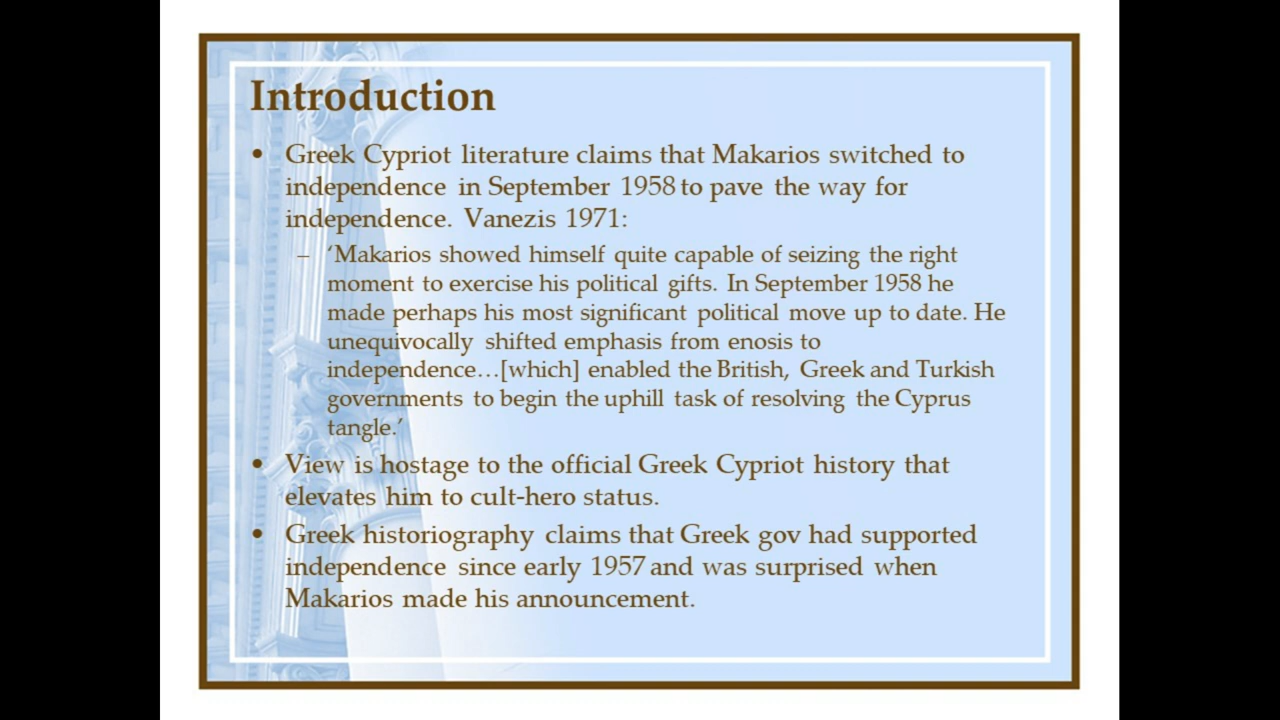 Introduction
• Greek Cypriot literature claims that Makarios switched to
independence in September 1958 to pave the way for
independence. Vanezis 1971:
– ‘Makarios showed himself quite capable of seizing the right
moment to exercise his political gifts. In September 1958 he
made perhaps his most significant political move up to date. He
unequivocally shifted emphasis from enosis to
independence…[which] enabled the British, Greek and Turkish
governments to begin the uphill task of resolving the Cyprus
tangle.’
• View is hostage to the official Greek Cypriot history that
elevates him to cult-hero status.
• Greek historiography claims that Greek gov had supported
independence since early 1957 and was surprised when
Makarios made his announcement.